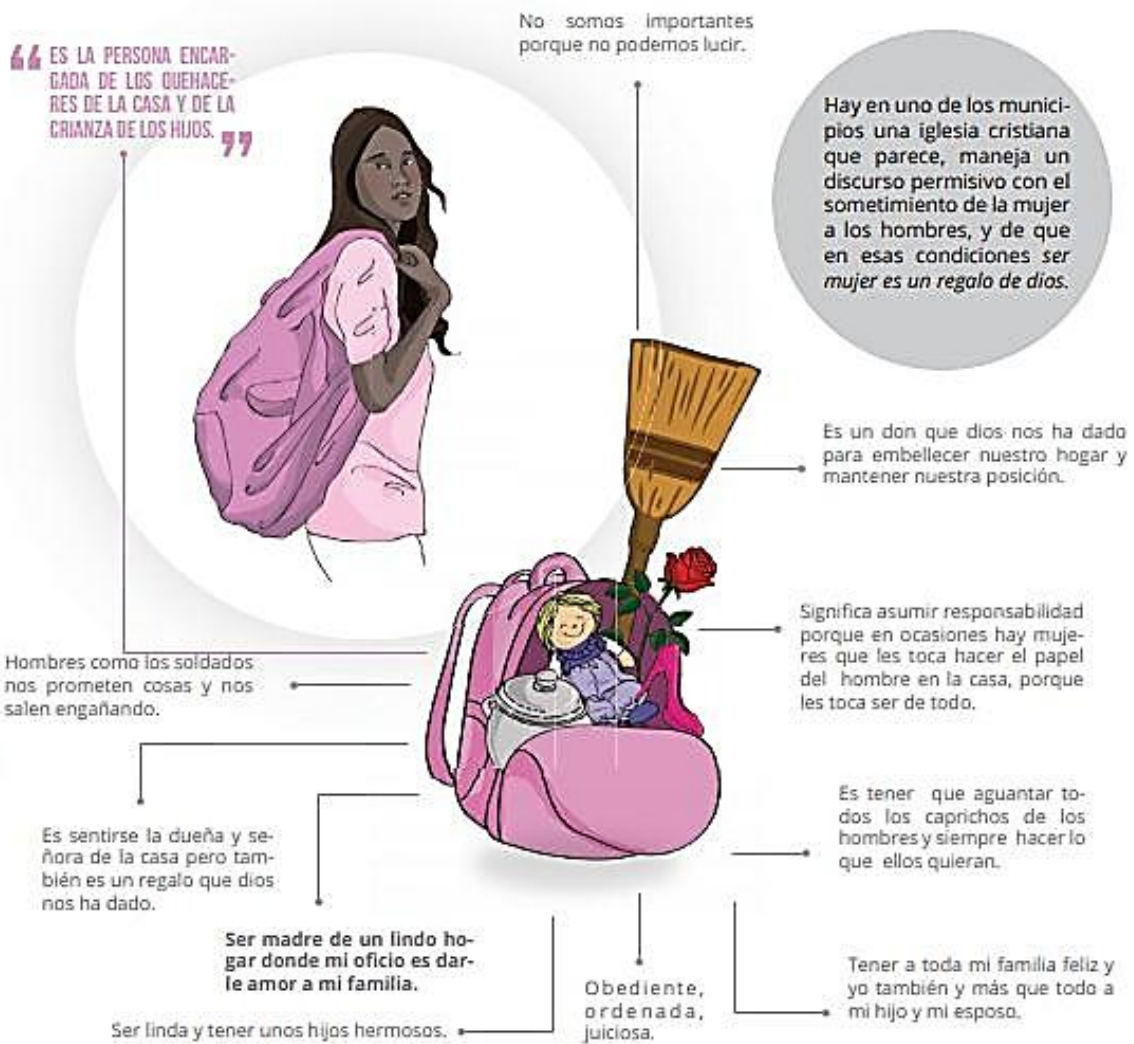 No somos importantes
porque no podemos lucir.
“ ES LA PERSONA ENCAR-
GADA DE LOS QUEHACE-
RES DE LA CASA Y DE LA
CRIANZA DE LOS HIJOS. ”
Hay en uno de los munici-
pios una iglesia cristiana
que parece, maneja un
discurso permisivo con el
sometimiento de la mujer
a los hombres, y de que
en esas condiciones ser
mujer es un regalo de dios.
Es un don que dios nos ha dado
para embellecer nuestro hogar y
mantener nuestra posición.
Significa asumir responsabilidad
porque en ocasiones hay muje-
res que les toca hacer el papel
del hombre en la casa, porque
les toca ser de todo.
Hombres como los soldados
nos prometen cosas y nos
salen engañando.
Es tener que aguantar to-
dos los caprichos de los
hombres y siempre hacer lo
que ellos quieran.
Es sentirse la dueña y se-
ñora de la casa pero tam-
bién es un regalo que dios
nos ha dado.
Ser madre de un lindo ho-
gar donde mi oficio es dar-
le amor a mi familia.
Tener a toda mi familia feliz y
yo también y más que todo a
mi hijo y mi esposo.
Obediente,
ordenada,
juiciosa.
Ser linda y tener unos hijos hermosos.